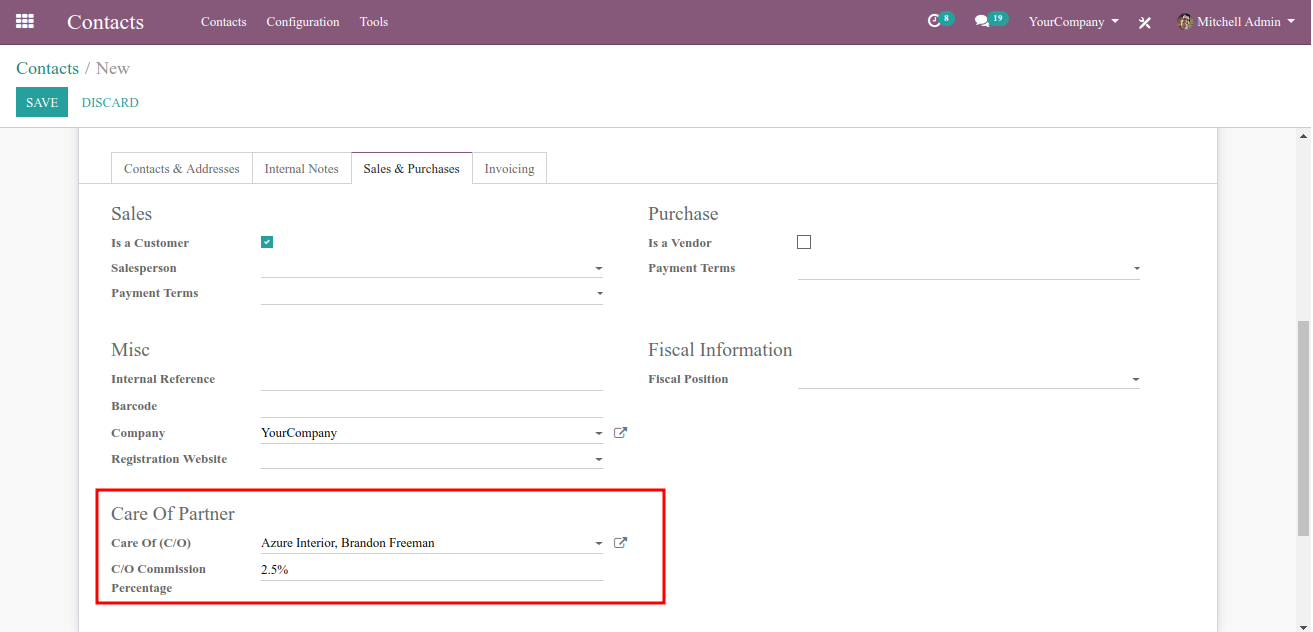 Contacts Contacts Configuration Tools 8 19 YourCompany Mitchell Admin
Contacts / New
SAVE DISCARD
Contacts & Addresses Internal Notes Sales & Purchases Invoicing
Sales
Is a Customer
Salesperson
Payment Terms
Purchase
Is a Vendor
Payment Terms
Misc
Internal Reference
Barcode
Company YourCompany
Registration Website
Fiscal Information
Fiscal Position
Care Of Partner
Care Of (C/O) Azure Interior, Brandon Freeman
C/O Commission 2.5%
Percentage